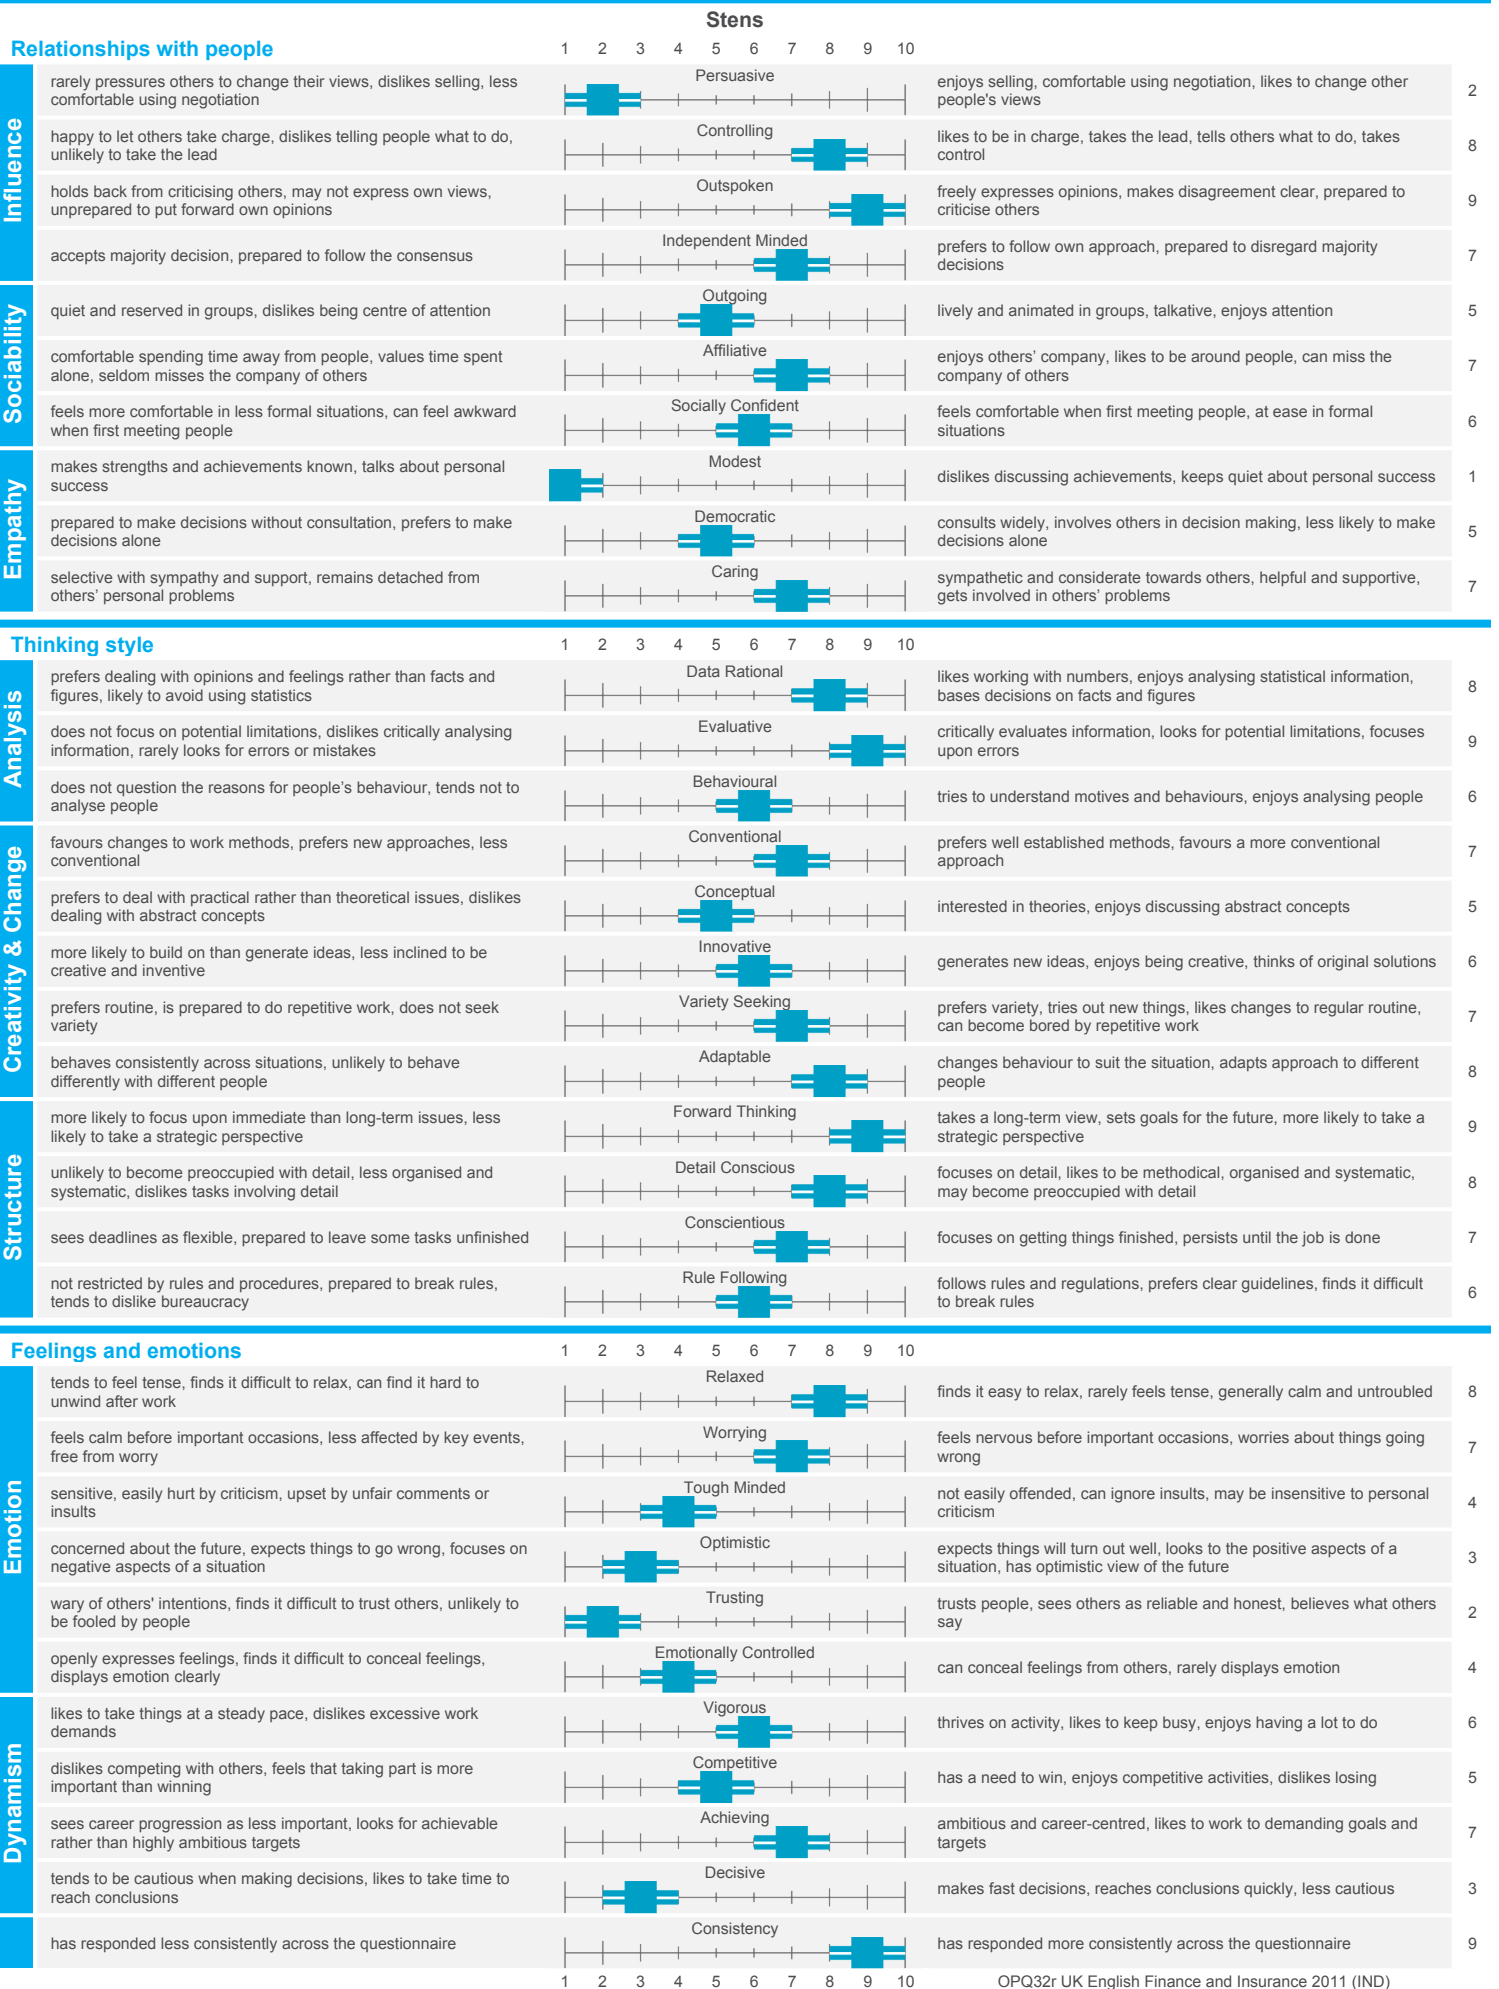 Stens
Relationships with people
1 2 3 4 5 6 7 8 9 10
Influence
rarely pressures others to change their views, dislikes selling, less
comfortable using negotiation
Persuasive
enjoys selling, comfortable using negotiation, likes to change other
people's views
2
happy to let others take charge, dislikes telling people what to do,
unlikely to take the lead
Controlling
likes to be in charge, takes the lead, tells others what to do, takes
control
8
holds back from criticising others, may not express own views,
unprepared to put forward own opinions
Outspoken
freely expresses opinions, makes disagreement clear, prepared to
criticise others
9
accepts majority decision, prepared to follow the consensus
Independent Minded
prefers to follow own approach, prepared to disregard majority
decisions
7
Sociability
quiet and reserved in groups, dislikes being centre of attention
Outgoing
lively and animated in groups, talkative, enjoys attention
5
comfortable spending time away from people, values time spent
alone, seldom misses the company of others
Affiliative
enjoys others’ company, likes to be around people, can miss the
company of others
7
feels more comfortable in less formal situations, can feel awkward
when first meeting people
Socially Confident
feels comfortable when first meeting people, at ease in formal
situations
6
Empathy
makes strengths and achievements known, talks about personal
success
Modest
dislikes discussing achievements, keeps quiet about personal success
1
prepared to make decisions without consultation, prefers to make
decisions alone
Democratic
consults widely, involves others in decision making, less likely to make
decisions alone
5
selective with sympathy and support, remains detached from
others’ personal problems
Caring
sympathetic and considerate towards others, helpful and supportive,
gets involved in others’ problems
7
Thinking style
1 2 3 4 5 6 7 8 9 10
Analysis
prefers dealing with opinions and feelings rather than facts and
figures, likely to avoid using statistics
Data Rational
likes working with numbers, enjoys analysing statistical information,
bases decisions on facts and figures
8
does not focus on potential limitations, dislikes critically analysing
information, rarely looks for errors or mistakes
Evaluative
critically evaluates information, looks for potential limitations, focuses
upon errors
9
does not question the reasons for people’s behaviour, tends not to
analyse people
Behavioural
tries to understand motives and behaviours, enjoys analysing people
6
Creativity & Change
favours changes to work methods, prefers new approaches, less
conventional
Conventional
prefers well established methods, favours a more conventional
approach
7
prefers to deal with practical rather than theoretical issues, dislikes
dealing with abstract concepts
Conceptual
interested in theories, enjoys discussing abstract concepts
5
more likely to build on than generate ideas, less inclined to be
creative and inventive
Innovative
generates new ideas, enjoys being creative, thinks of original solutions
6
prefers routine, is prepared to do repetitive work, does not seek
variety
Variety Seeking
prefers variety, tries out new things, likes changes to regular routine,
can become bored by repetitive work
7
behaves consistently across situations, unlikely to behave
differently with different people
Adaptable
changes behaviour to suit the situation, adapts approach to different
people
8
Structure
more likely to focus upon immediate than long-term issues, less
likely to take a strategic perspective
Forward Thinking
takes a long-term view, sets goals for the future, more likely to take a
strategic perspective
9
unlikely to become preoccupied with detail, less organised and
systematic, dislikes tasks involving detail
Detail Conscious
focuses on detail, likes to be methodical, organised and systematic,
may become preoccupied with detail
8
sees deadlines as flexible, prepared to leave some tasks unfinished
Conscientious
focuses on getting things finished, persists until the job is done
7
not restricted by rules and procedures, prepared to break rules,
tends to dislike bureaucracy
Rule Following
follows rules and regulations, prefers clear guidelines, finds it difficult
to break rules
6
Feelings and emotions
1 2 3 4 5 6 7 8 9 10
Emotion
tends to feel tense, finds it difficult to relax, can find it hard to
unwind after work
Relaxed
finds it easy to relax, rarely feels tense, generally calm and untroubled
8
feels calm before important occasions, less affected by key events,
free from worry
Worrying
feels nervous before important occasions, worries about things going
wrong
7
sensitive, easily hurt by criticism, upset by unfair comments or
insults
Tough Minded
not easily offended, can ignore insults, may be insensitive to personal
criticism
4
concerned about the future, expects things to go wrong, focuses on
negative aspects of a situation
Optimistic
expects things will turn out well, looks to the positive aspects of a
situation, has optimistic view of the future
3
wary of others' intentions, finds it difficult to trust others, unlikely to
be fooled by people
Trusting
trusts people, sees others as reliable and honest, believes what others
say
2
openly expresses feelings, finds it difficult to conceal feelings,
displays emotion clearly
Emotionally Controlled
can conceal feelings from others, rarely displays emotion
4
Dynamism
likes to take things at a steady pace, dislikes excessive work
demands
Vigorous
thrives on activity, likes to keep busy, enjoys having a lot to do
6
dislikes competing with others, feels that taking part is more
important than winning
Competitive
has a need to win, enjoys competitive activities, dislikes losing
5
sees career progression as less important, looks for achievable
rather than highly ambitious targets
Achieving
ambitious and career-centred, likes to work to demanding goals and
targets
7
tends to be cautious when making decisions, likes to take time to
reach conclusions
Decisive
makes fast decisions, reaches conclusions quickly, less cautious
3
has responded less consistently across the questionnaire
Consistency
has responded more consistently across the questionnaire
9
1 2 3 4 5 6 7 8 9 10
OPQ32r UK English Finance and Insurance 2011 (IND)